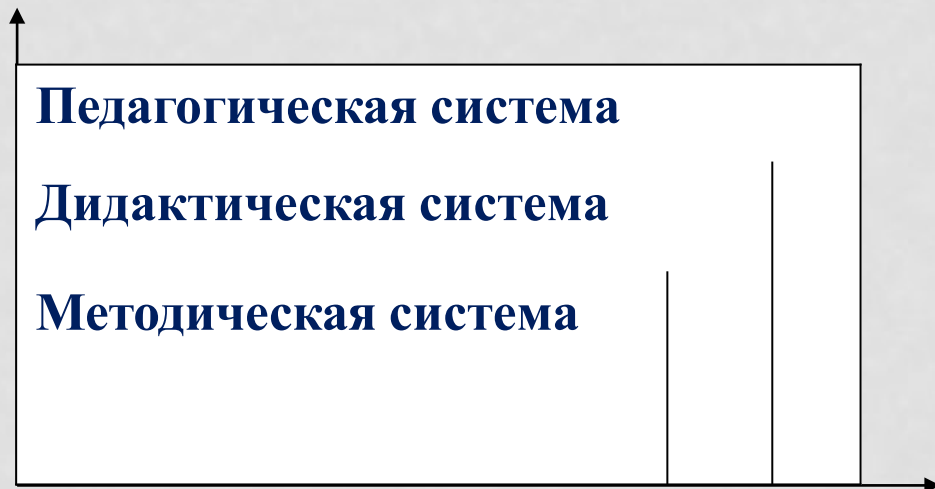 Педагогическая система
Дидактическая система
Методическая система